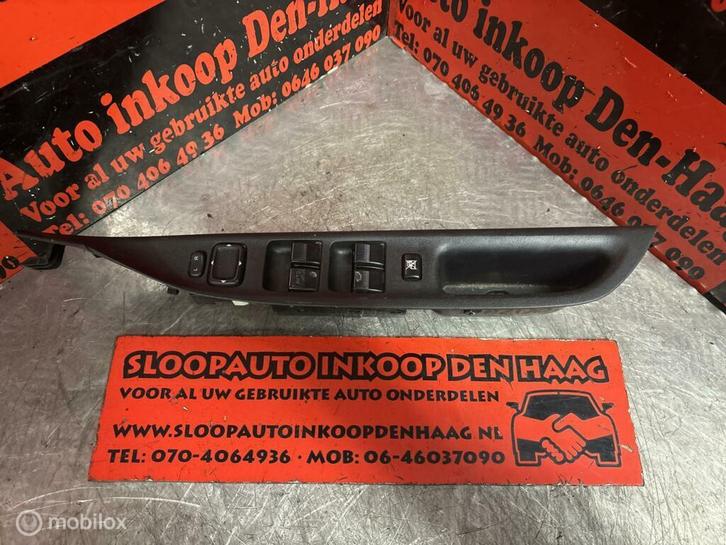 Auto inkoop Den-Haag
Voor al uw gebruikte auto onderdelen
Tel: 070 406 49 36 Mob: 0646 037 090
Auto inkoop Den-Haag
Voor al uw gebruikte auto onderdelen
Tel: 070 406 49 36 Mob: 0646 037 090
SLOOPAUTO INKOOP DEN HAAG
VOOR AL UW GEBRUIKTE AUTO ONDERDELEN
WWW.SLOOPAUTOINKOOPDENHAAG.NL
TEL: 070-4064936 · MOB: 06-46037090
mobilox